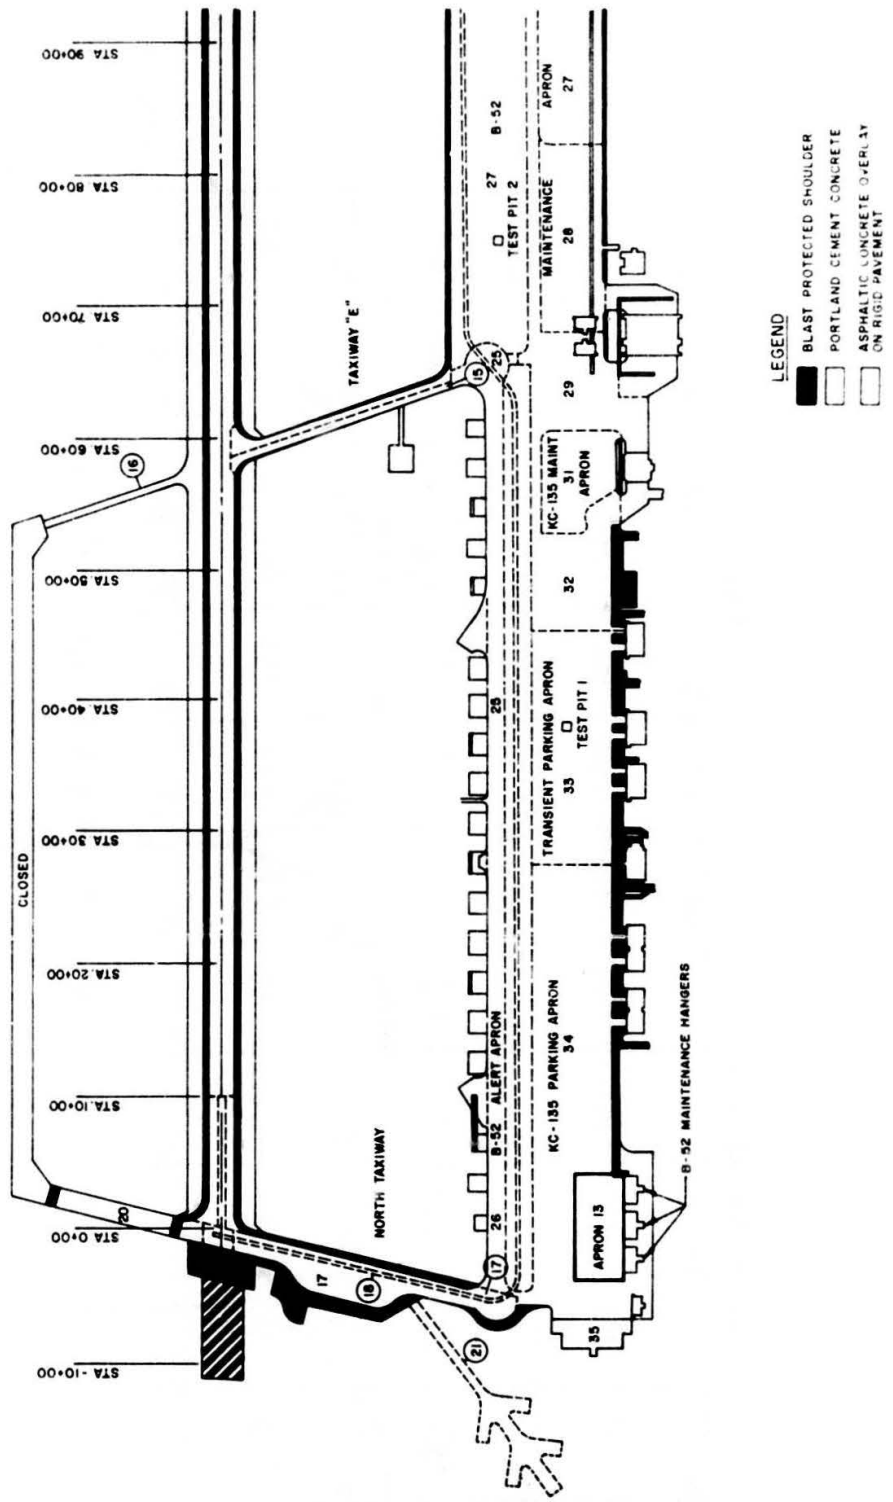 STA 90+00
STA 80+00
STA 70+00
STA 60+00
STA. 50+00
STA. 40+00
STA 30+00
STA. 20+00
STA. 10+00
STA 0+00
STA -10+00
CLOSED
16
20
TAXIWAY "E"
NORTH TAXIWAY
17
18
21
17
15
25
B-52
27
TEST PIT 2
25
B-52 ALERT APRON
26
APRON
27
MAINTENANCE
28
29
KC-135 MAINT
31
APRON
32
TRANSIENT PARKING APRON
33
TEST PIT 1
KC-135 PARKING APRON
34
APRON 13
35
B-52 MAINTENANCE HANGERS
LEGEND
BLAST PROTECTED SHOULDER
PORTLAND CEMENT CONCRETE
ASPHALTIC CONCRETE OVERLAY
ON RIGID PAVEMENT